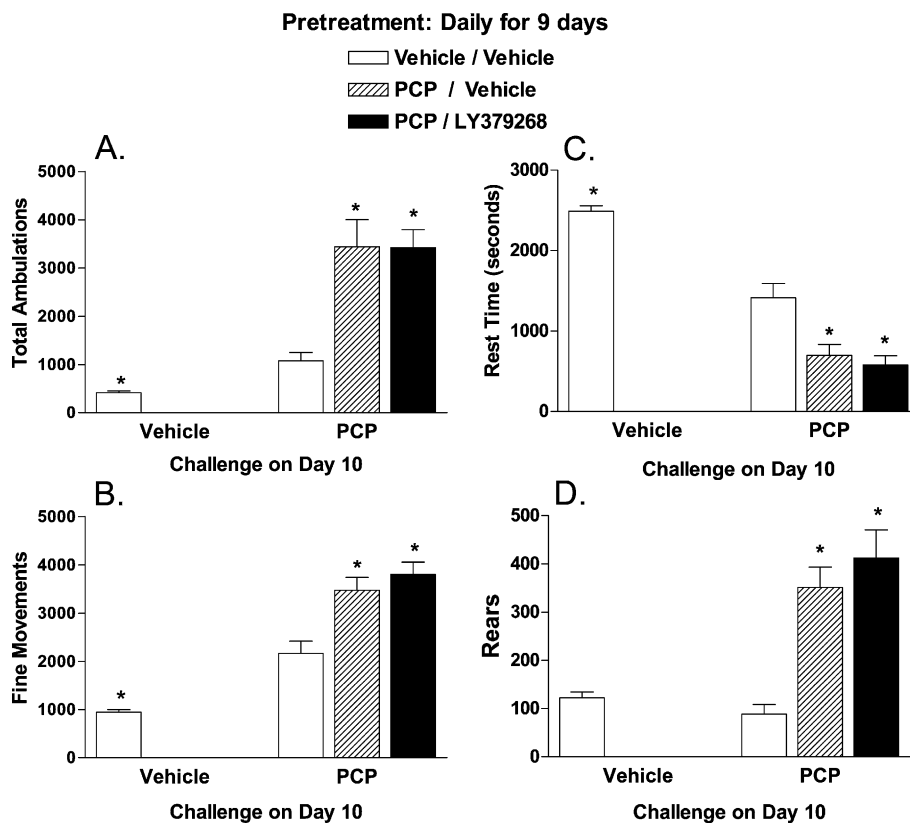 Pretreatment: Daily for 9 days
Vehicle / Vehicle
PCP / Vehicle
PCP / LY379268
A.
Total Ambulations
5000
4000
3000
2000
1000
0
*
*
*
Vehicle
PCP
Challenge on Day 10
C.
Rest Time (seconds)
3000
2000
1000
0
*
*
*
Vehicle
PCP
Challenge on Day 10
B.
Fine Movements
5000
4000
3000
2000
1000
0
*
*
*
Vehicle
PCP
Challenge on Day 10
D.
Rears
500
400
300
200
100
0
*
*
Vehicle
PCP
Challenge on Day 10